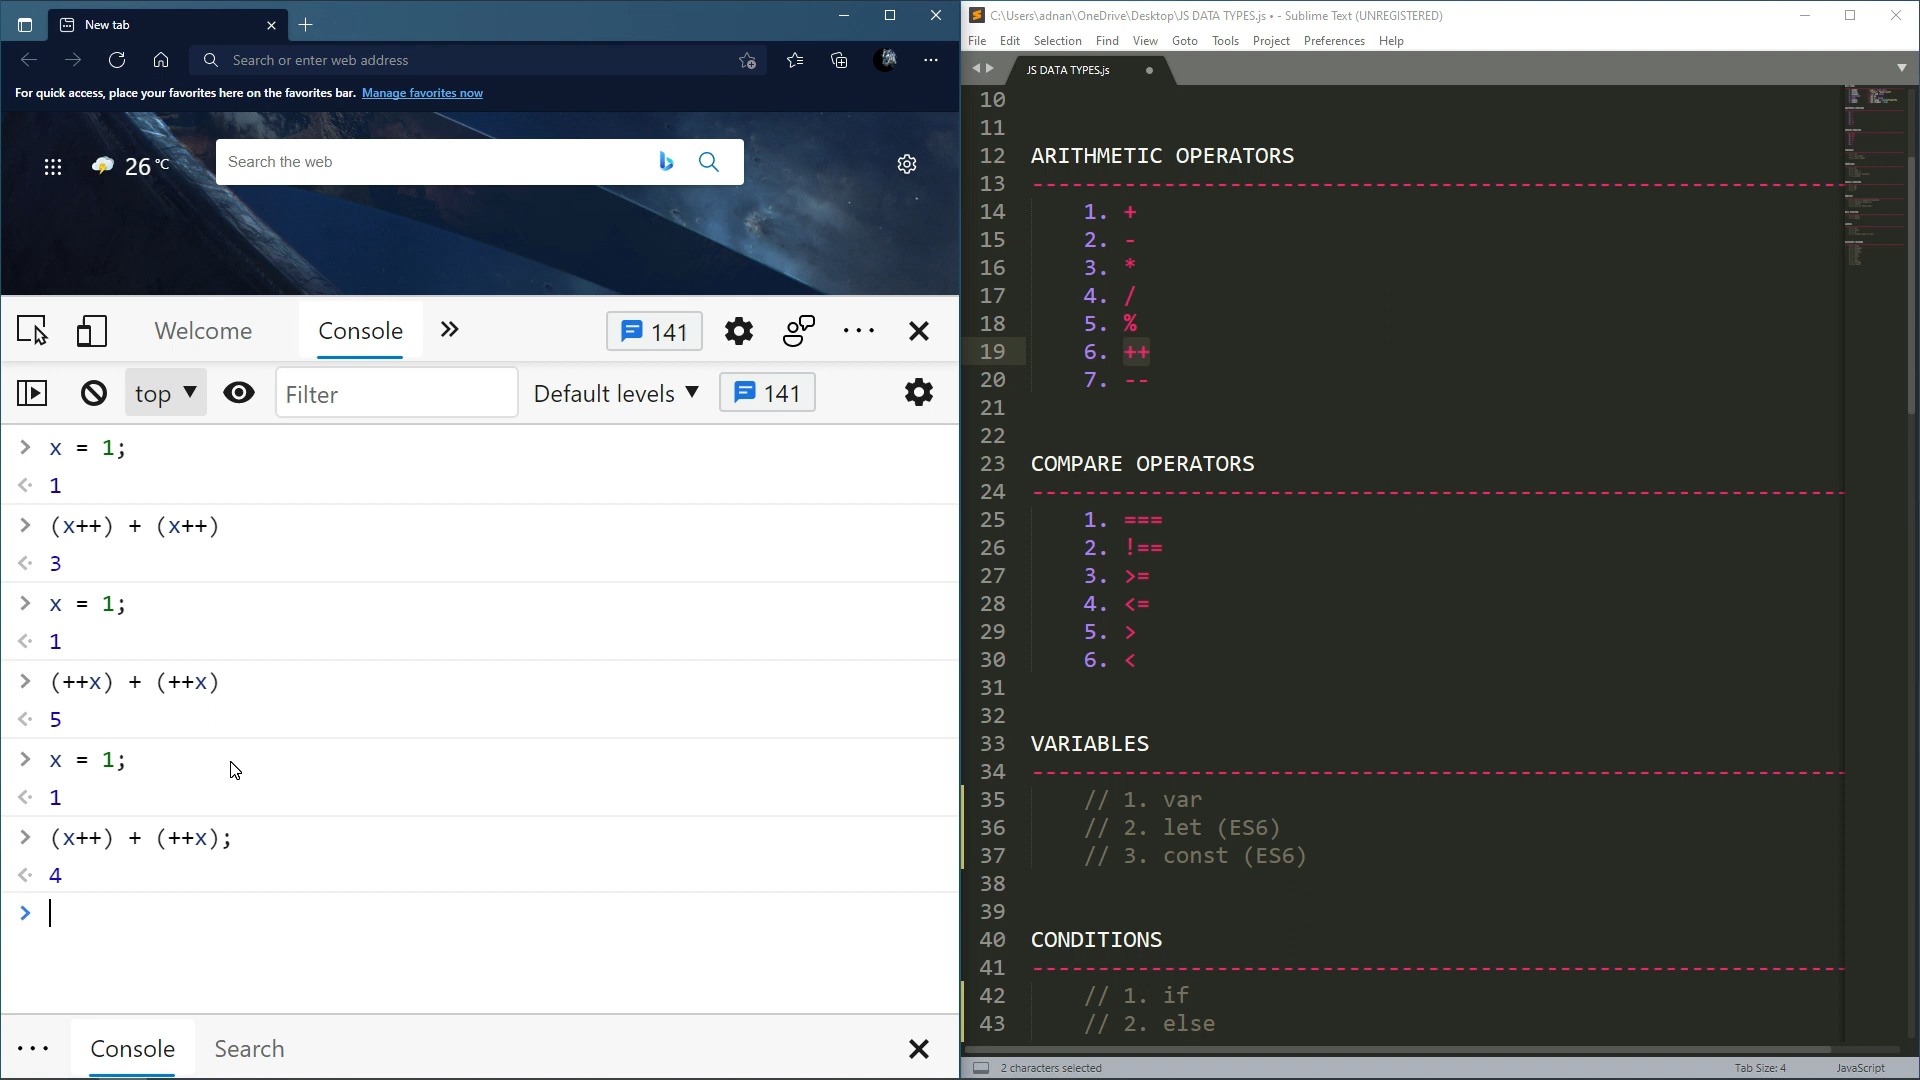 New tab
Search or enter web address
For quick access, place your favorites here on the favorites bar. Manage favorites now
26 °C
Search the web
Welcome
Console
141
top
Filter
Default levels
141
> x = 1;
1
> (x++) + (x++)
3
> x = 1;
1
> (++x) + (++x)
5
> x = 1;
1
> (x++) + (++x);
4
>
Console
Search
C:\Users\adnan\OneDrive\Desktop\JS DATA TYPES.js • - Sublime Text (UNREGISTERED)
File Edit Selection Find View Goto Tools Project Preferences Help
JS DATA TYPES.js
10
11
12 ARITHMETIC OPERATORS
13 --------------------------------------------------------------
14 1. +
15 2. -
16 3. *
17 4. /
18 5. %
19 6. ++
20 7. --
21
22
23 COMPARE OPERATORS
24 --------------------------------------------------------------
25 1. ===
26 2. !==
27 3. >=
28 4. <=
29 5. >
30 6. <
31
32
33 VARIABLES
34 --------------------------------------------------------------
35 // 1. var
36 // 2. let (ES6)
37 // 3. const (ES6)
38
39
40 CONDITIONS
41 --------------------------------------------------------------
42 // 1. if
43 // 2. else
2 characters selected
Tab Size: 4
JavaScript